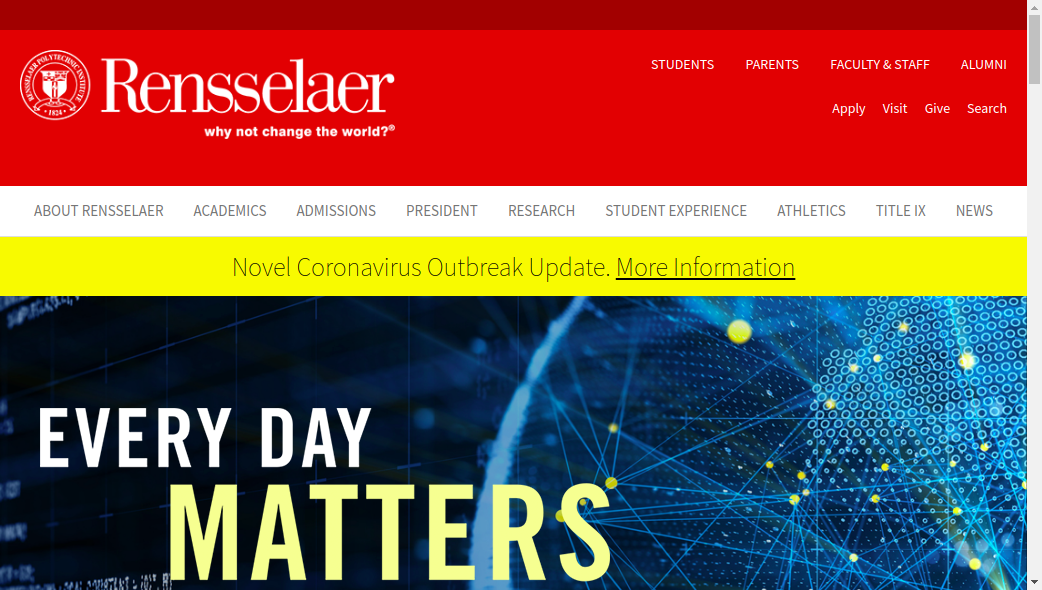 RENSSELAER POLYTECHNIC INSTITUTE
1824
Rensselaer
why not change the world?®
STUDENTS PARENTS FACULTY & STAFF ALUMNI
Apply Visit Give Search
ABOUT RENSSELAER ACADEMICS ADMISSIONS PRESIDENT RESEARCH STUDENT EXPERIENCE ATHLETICS TITLE IX NEWS
Novel Coronavirus Outbreak Update. More Information
EVERY DAY
MATTERS